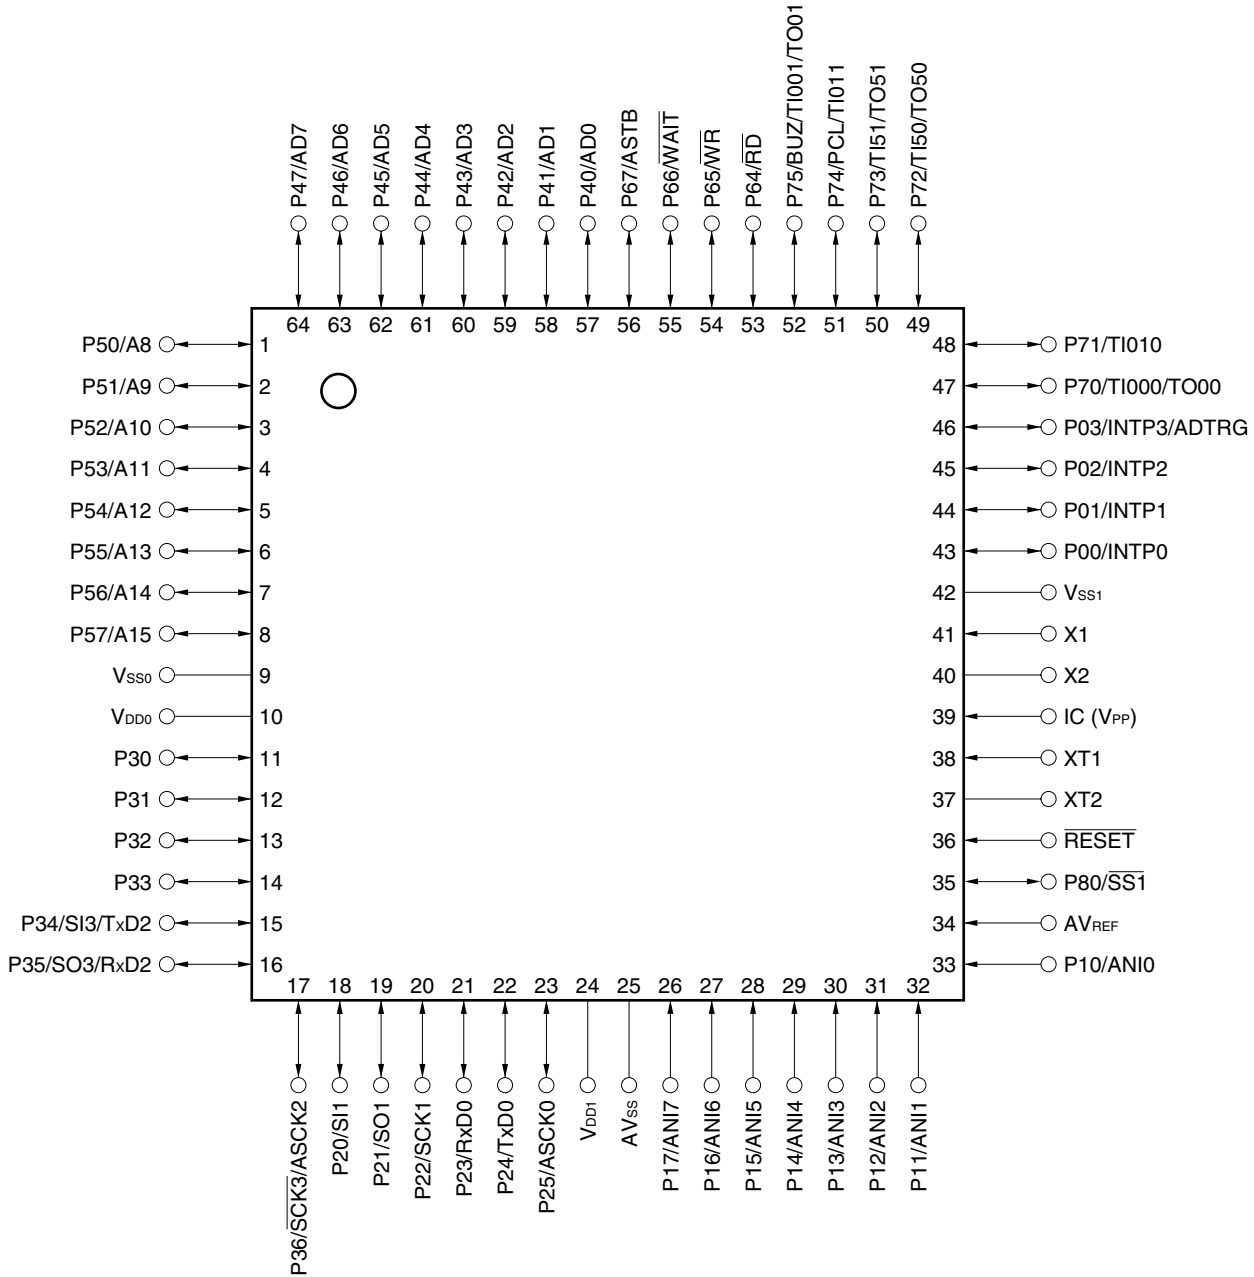 P47/AD7
P46/AD6
P45/AD5
P44/AD4
P43/AD3
P42/AD2
P41/AD1
P40/AD0
P67/ASTB
P66/WAIT
P65/WR
P64/RD
P75/BUZ/TI001/TO01
P74/PCL/TI011
P73/TI51/TO51
P72/TI50/TO50
64 63 62 61 60 59 58 57 56 55 54 53 52 51 50 49
P50/A8 1 48 P71/TI010
P51/A9 2 47 P70/TI000/TO00
P52/A10 3 46 P03/INTP3/ADTRG
P53/A11 4 45 P02/INTP2
P54/A12 5 44 P01/INTP1
P55/A13 6 43 P00/INTP0
P56/A14 7 42 VSS1
P57/A15 8 41 X1
VSS0 9 40 X2
VDD0 10 39 IC (VPP)
P30 11 38 XT1
P31 12 37 XT2
P32 13 36 RESET
P33 14 35 P80/SS1
P34/SI3/TxD2 15 34 AVREF
P35/SO3/RxD2 16 33 P10/ANI0
17 18 19 20 21 22 23 24 25 26 27 28 29 30 31 32
P36/SCK3/ASCK2
P20/SI1
P21/SO1
P22/SCK1
P23/RxD0
P24/TxD0
P25/ASCK0
VDD1
AVSS
P17/ANI7
P16/ANI6
P15/ANI5
P14/ANI4
P13/ANI3
P12/ANI2
P11/ANI1